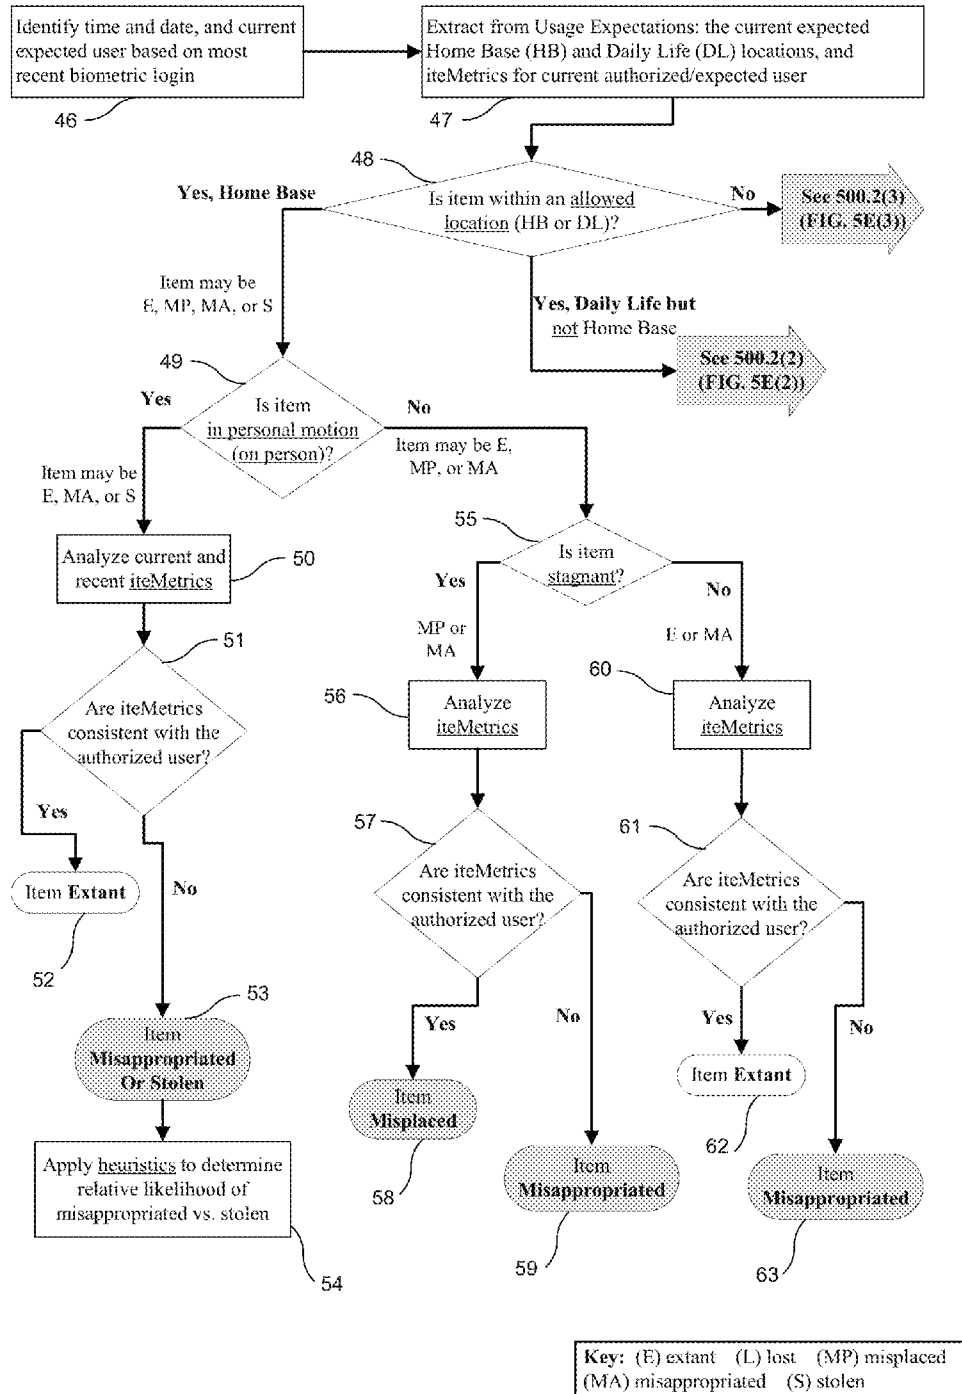 Identify time and date, and current
expected user based on most
recent biometric login
46
Extract from Usage Expectations: the current expected
Home Base (HB) and Daily Life (DL) locations, and
iteMetrics for current authorized/expected user
47
48
Yes, Home Base
Is item within an allowed
location (HB or DL)?
No
See 500.2(3)
(FIG. 5E(3))
Item may be
E, MP, MA, or S
Yes, Daily Life but
not Home Base
See 500.2(2)
(FIG. 5E(2))
49
Yes
Is item
in personal motion
(on person)?
No
Item may be E,
MP, or MA
Item may be
E, MA, or S
50
Analyze current and
recent iteMetrics
55
Is item
stagnant?
Yes
No
MP or
MA
E or MA
51
Are iteMetrics
consistent with the
authorized user?
56
Analyze
iteMetrics
60
Analyze
iteMetrics
Yes
No
Item Extant
52
57
Are iteMetrics
consistent with the
authorized user?
61
Are iteMetrics
consistent with the
authorized user?
53
Item
Misappropriated
Or Stolen
Yes
No
Yes
No
Item
Misplaced
58
Item Extant
62
Apply heuristics to determine
relative likelihood of
misappropriated vs. stolen
54
Item
Misappropriated
59
Item
Misappropriated
63
Key: (E) extant (L) lost (MP) misplaced
(MA) misappropriated (S) stolen